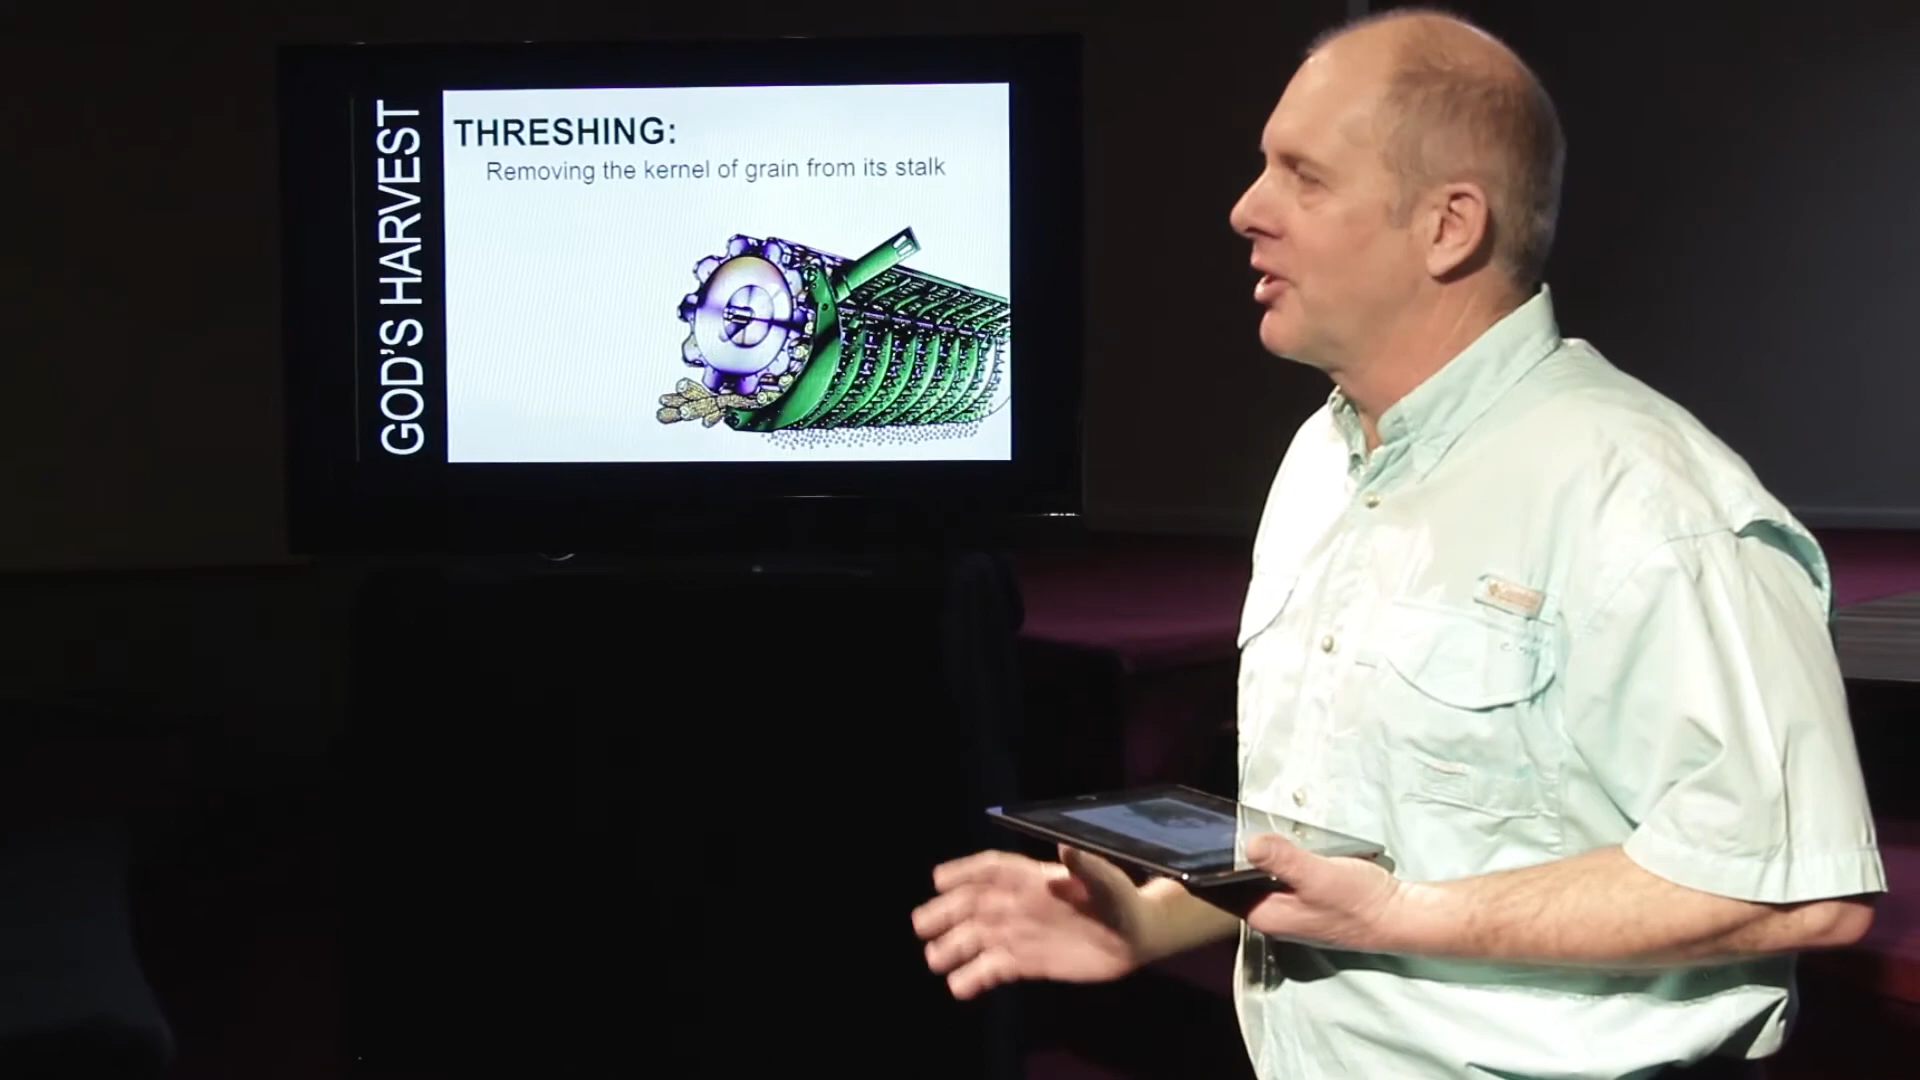 GOD'S HARVEST
THRESHING:
Removing the kernel of grain from its stalk